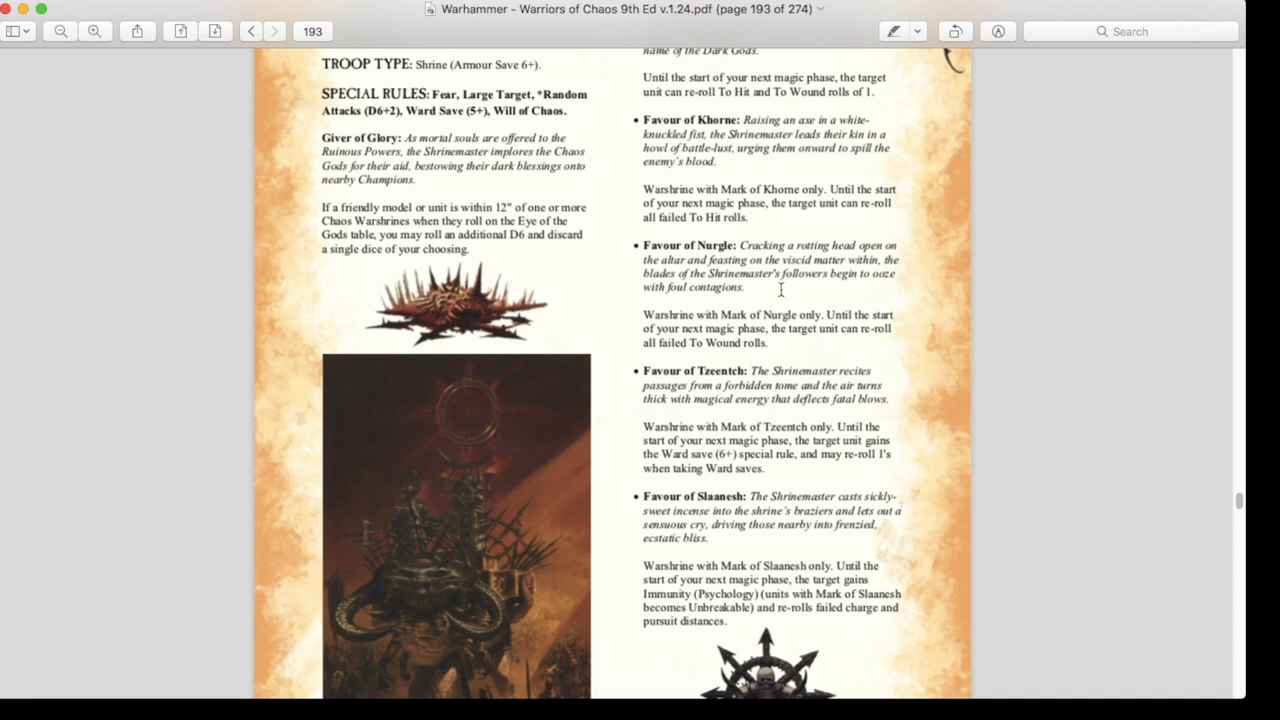 Warhammer - Warriors of Chaos 9th Ed v.1.24.pdf (page 193 of 274)
193
Search
TROOP TYPE: Shrine (Armour Save 6+).
SPECIAL RULES: Fear, Large Target, *Random
Attacks (D6+2), Ward Save (5+), Will of Chaos.
Giver of Glory: As mortal souls are offered to the
Ruinous Powers, the Shrinemaster implores the Chaos
Gods for their aid, bestowing their dark blessings onto
nearby Champions.
If a friendly model or unit is within 12" of one or more
Chaos Warshrines when they roll on the Eye of the
Gods table, you may roll an additional D6 and discard
a single dice of your choosing.
name of the Dark Gods.
Until the start of your next magic phase, the target
unit can re-roll To Hit and To Wound rolls of 1.
• Favour of Khorne: Raising an axe in a white-
knuckled fist, the Shrinemaster leads their kin in a
howl of battle-lust, urging them onward to spill the
enemy's blood.
Warshrine with Mark of Khorne only. Until the start
of your next magic phase, the target unit can re-roll
all failed To Hit rolls.
• Favour of Nurgle: Cracking a rotting head open on
the altar and feasting on the viscid matter within, the
blades of the Shrinemaster's followers begin to ooze
with foul contagions.
Warshrine with Mark of Nurgle only. Until the start
of your next magic phase, the target unit can re-roll
all failed To Wound rolls.
• Favour of Tzeentch: The Shrinemaster recites
passages from a forbidden tome and the air turns
thick with magical energy that deflects fatal blows.
Warshrine with Mark of Tzeentch only. Until the
start of your next magic phase, the target unit gains
the Ward save (6+) special rule, and may re-roll 1's
when taking Ward saves.
• Favour of Slaanesh: The Shrinemaster casts sickly-
sweet incense into the shrine's braziers and lets out a
sensuous cry, driving those nearby into frenzied,
ecstatic bliss.
Warshrine with Mark of Slaanesh only. Until the
start of your next magic phase, the target gains
Immunity (Psychology) (units with Mark of Slaanesh
becomes Unbreakable) and re-rolls failed charge and
pursuit distances.